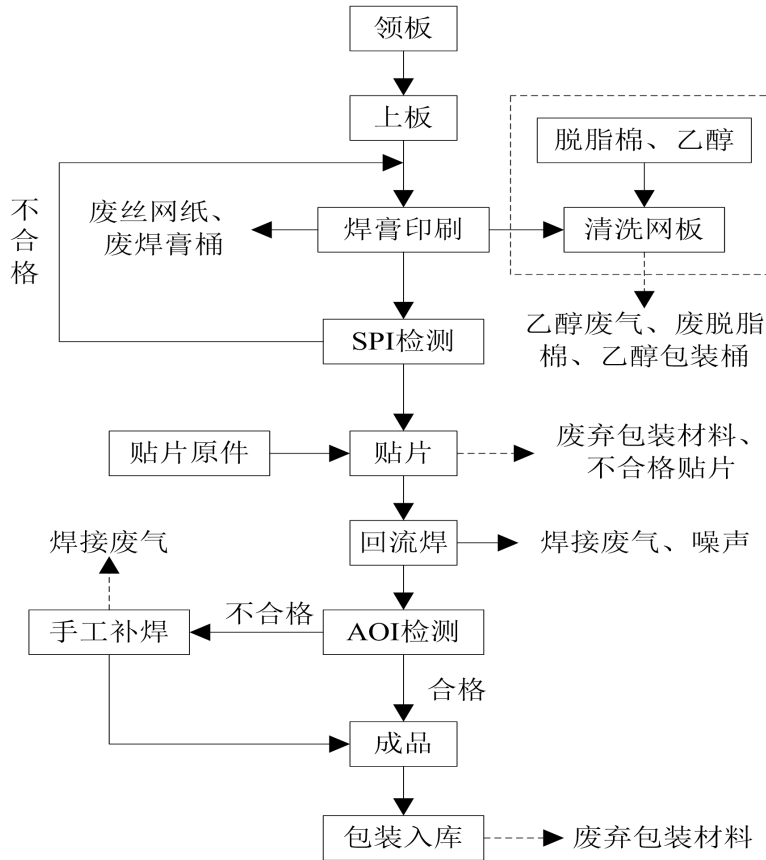 领板
上板
脱脂棉、乙醇
不
合
格
废丝网纸、
废焊膏桶
焊膏印刷
清洗网板
SPI检测
乙醇废气、废脱脂
棉、乙醇包装桶
贴片原件
贴片
废弃包装材料、
不合格贴片
焊接废气
回流焊
焊接废气、噪声
手工补焊
不合格
AOI检测
合格
成品
包装入库
废弃包装材料